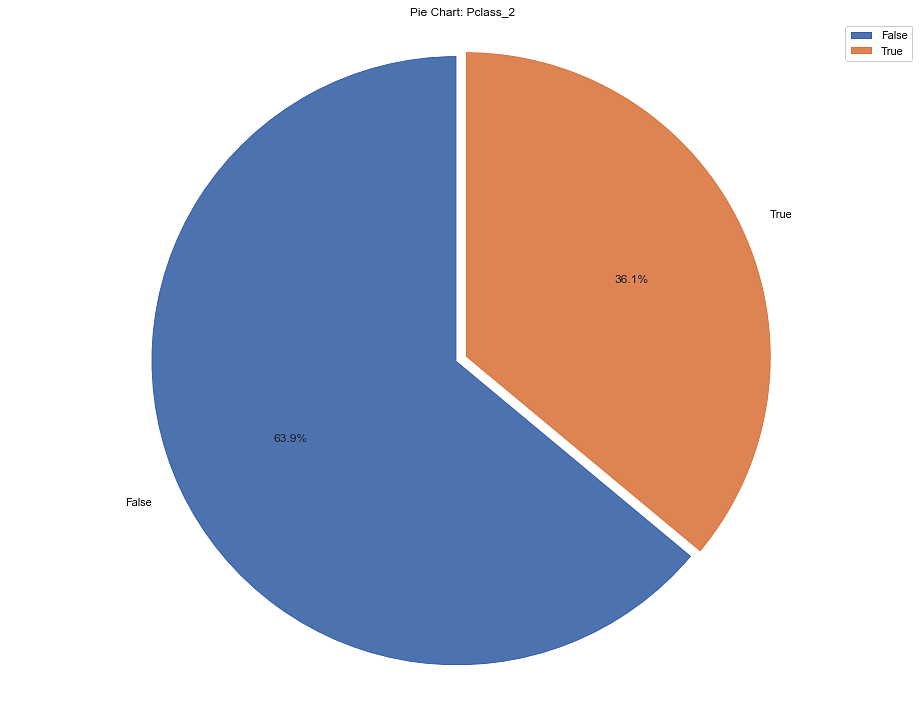 Pie Chart: Pclass_2
False
True
True
36.1%
63.9%
False